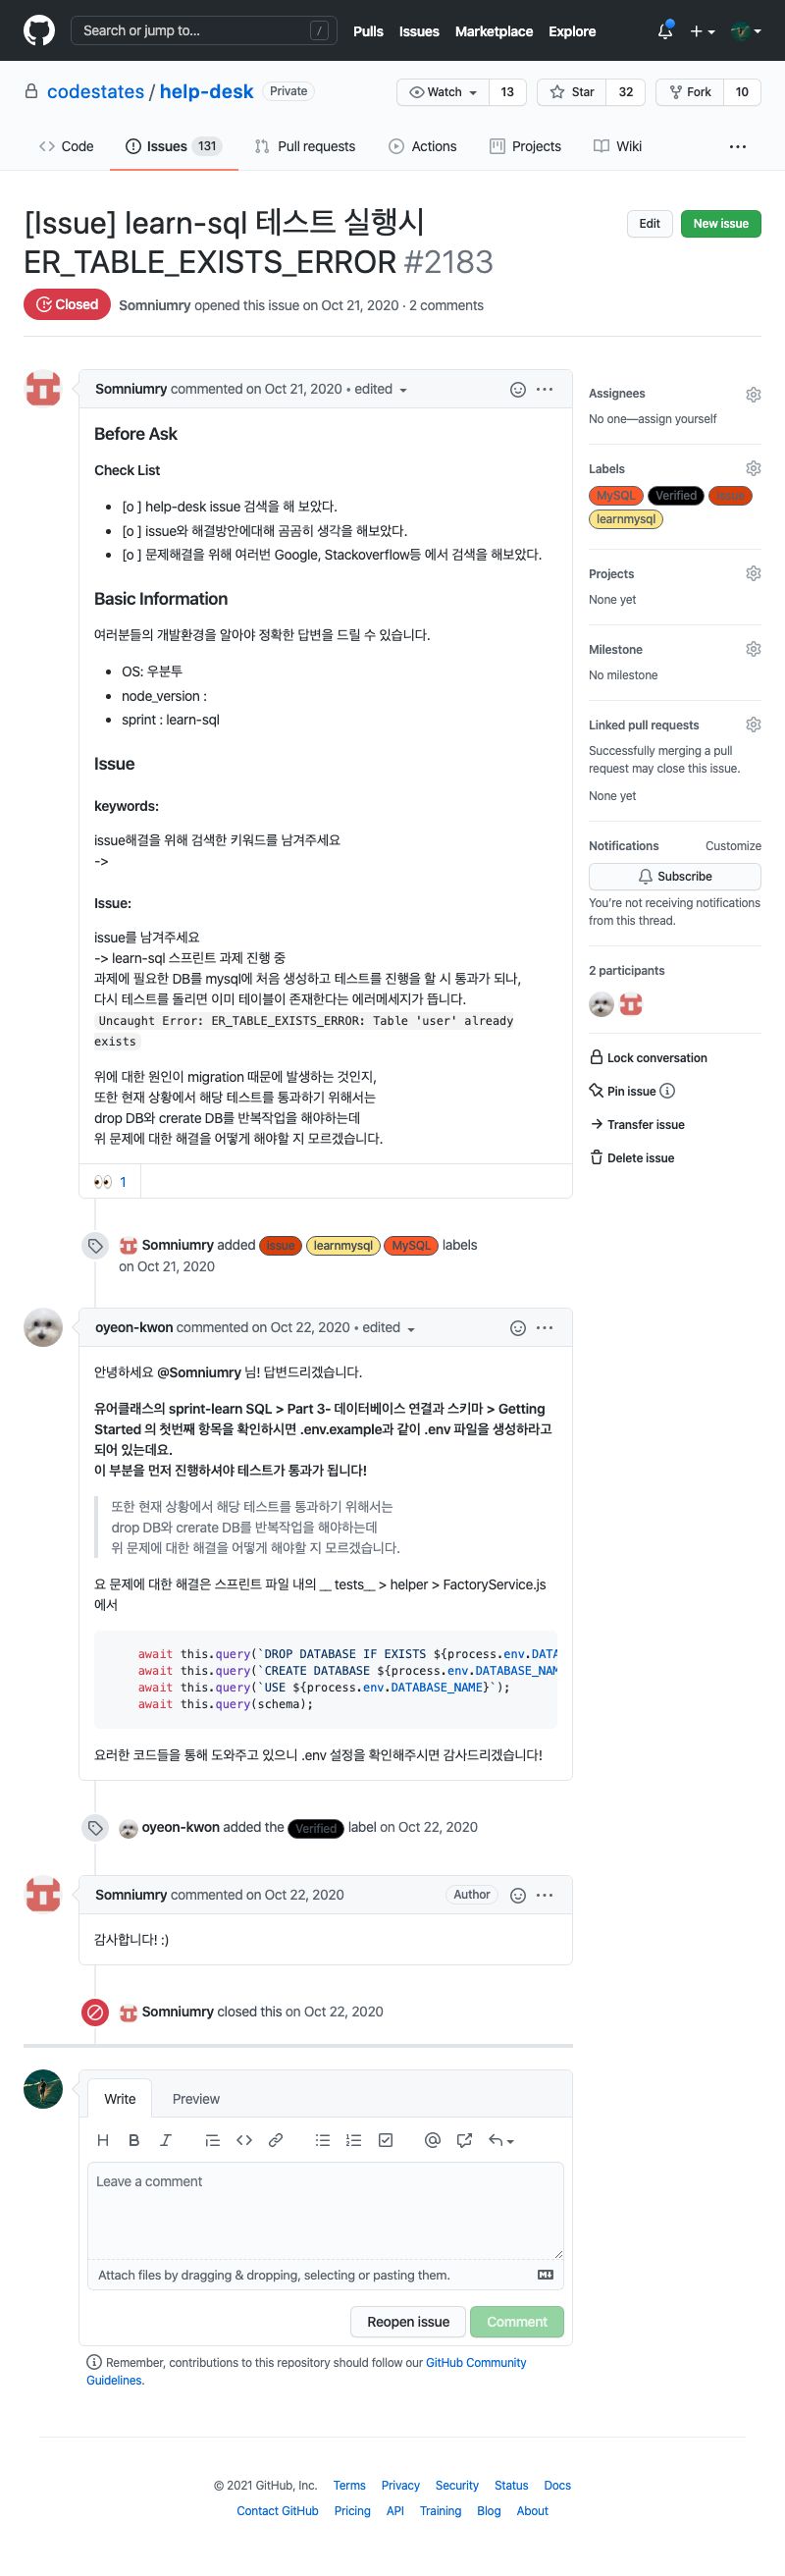 Search or jump to...
/
Pulls
Issues
Marketplace
Explore
codestates / help-desk
Private
Watch
13
Star
32
Fork
10
Code
Issues 131
Pull requests
Actions
Projects
Wiki
[Issue] learn-sql 테스트 실행시
ER_TABLE_EXISTS_ERROR #2183
Edit
New issue
Closed
Somniumry opened this issue on Oct 21, 2020 · 2 comments
Somniumry commented on Oct 21, 2020 • edited
Before Ask
Check List
• [o ] help-desk issue 검색을 해 보았다.
• [o ] issue와 해결방안에대해 곰곰히 생각을 해보았다.
• [o ] 문제해결을 위해 여러번 Google, Stackoverflow등 에서 검색을 해보았다.
Basic Information
여러분들의 개발환경을 알아야 정확한 답변을 드릴 수 있습니다.
• OS: 우분투
• node_version :
• sprint : learn-sql
Issue
keywords:
issue해결을 위해 검색한 키워드를 남겨주세요
->
Issue:
issue를 남겨주세요
-> learn-sql 스프린트 과제 진행 중
과제에 필요한 DB를 mysql에 처음 생성하고 테스트를 진행을 할 시 통과가 되나,
다시 테스트를 돌리면 이미 테이블이 존재한다는 에러메세지가 뜹니다.
Uncaught Error: ER_TABLE_EXISTS_ERROR: Table 'user' already
exists
위에 대한 원인이 migration 때문에 발생하는 것인지,
또한 현재 상황에서 해당 테스트를 통과하기 위해서는
drop DB와 crerate DB를 반복작업을 해야하는데
위 문제에 대한 해결을 어떻게 해야할 지 모르겠습니다.
👀 1
Somniumry added issue learnmysql MySQL labels
on Oct 21, 2020
oyeon-kwon commented on Oct 22, 2020 • edited
안녕하세요 @Somniumry 님! 답변드리겠습니다.
유어클래스의 sprint-learn SQL > Part 3- 데이터베이스 연결과 스키마 > Getting
Started 의 첫번째 항목을 확인하시면 .env.example과 같이 .env 파일을 생성하라고
되어 있는데요.
이 부분을 먼저 진행하셔야 테스트가 통과가 됩니다!
또한 현재 상황에서 해당 테스트를 통과하기 위해서는
drop DB와 crerate DB를 반복작업을 해야하는데
위 문제에 대한 해결을 어떻게 해야할 지 모르겠습니다.
요 문제에 대한 해결은 스프린트 파일 내의 __ tests__ > helper > FactoryService.js
에서
await this.query(`DROP DATABASE IF EXISTS ${process.env.DATA
await this.query(`CREATE DATABASE ${process.env.DATABASE_NAM
await this.query(`USE ${process.env.DATABASE_NAME}`);
await this.query(schema);
요러한 코드들을 통해 도와주고 있으니 .env 설정을 확인해주시면 감사드리겠습니다!
oyeon-kwon added the Verified label on Oct 22, 2020
Somniumry commented on Oct 22, 2020
Author
감사합니다! :)
Somniumry closed this on Oct 22, 2020
Write
Preview
H B I
Leave a comment
Attach files by dragging & dropping, selecting or pasting them.
Reopen issue
Comment
Remember, contributions to this repository should follow our GitHub Community
Guidelines.
Assignees
No one—assign yourself
Labels
MySQL Verified issue
learnmysql
Projects
None yet
Milestone
No milestone
Linked pull requests
Successfully merging a pull
request may close this issue.
None yet
Notifications
Customize
Subscribe
You're not receiving notifications
from this thread.
2 participants
Lock conversation
Pin issue
Transfer issue
Delete issue
© 2021 GitHub, Inc.
Terms
Privacy
Security
Status
Docs
Contact GitHub
Pricing
API
Training
Blog
About